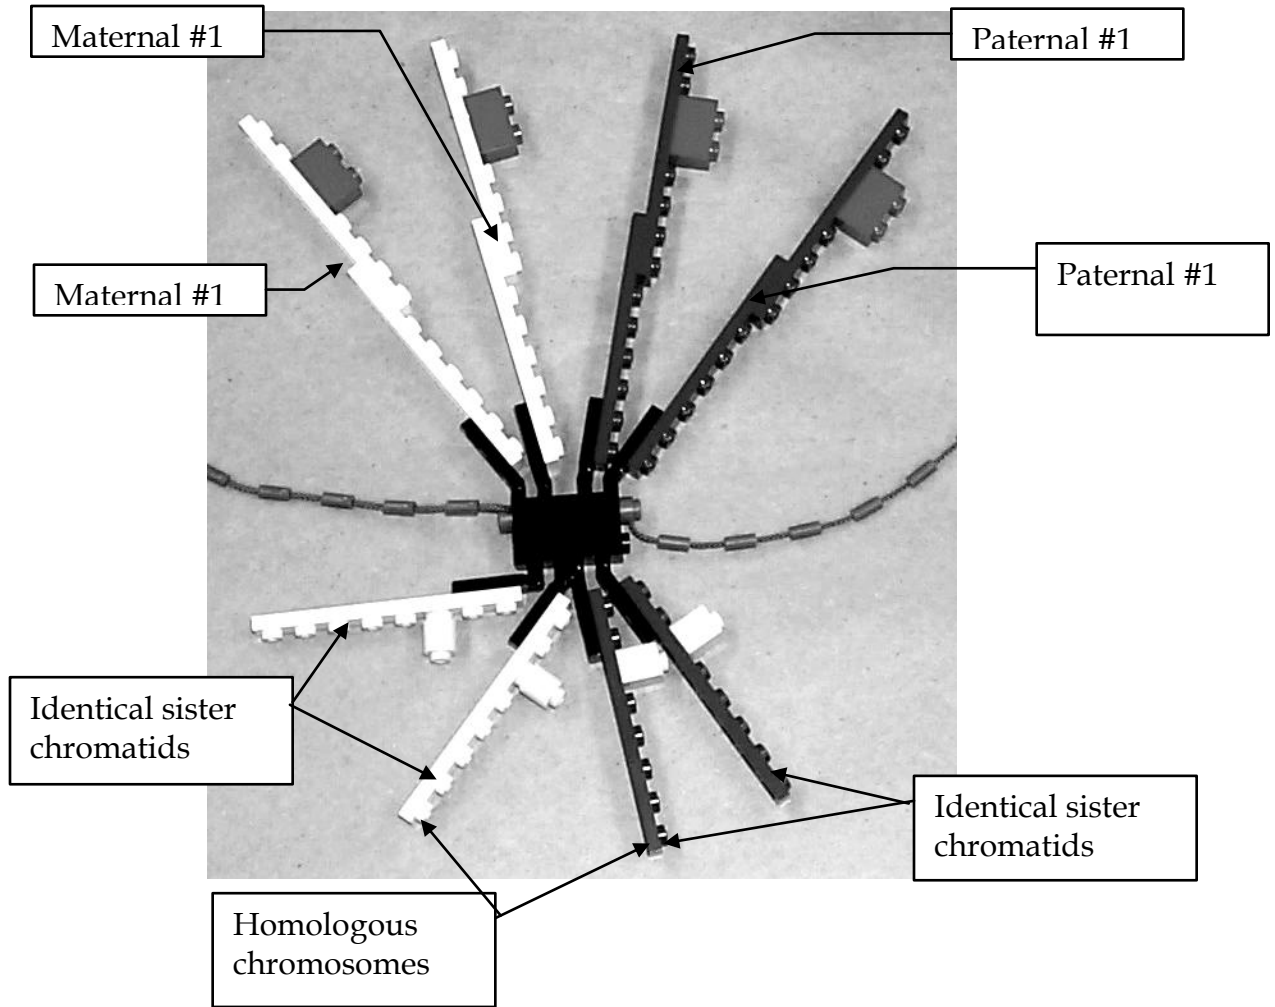 Maternal #1
Paternal #1
Maternal #1
Paternal #1
Identical sister
chromatids
Identical sister
chromatids
Homologous
chromosomes